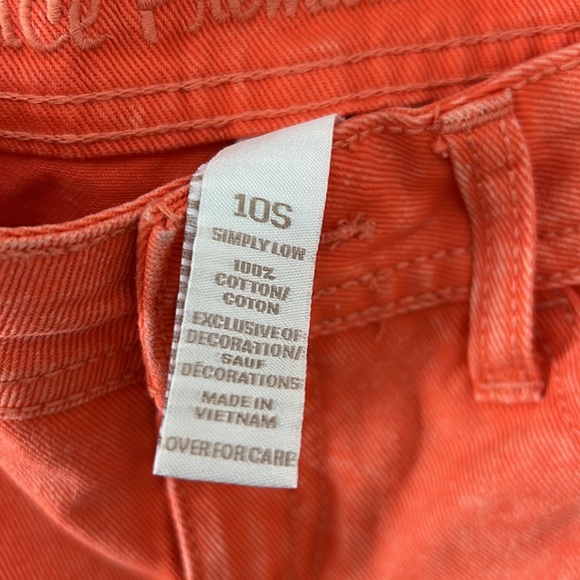 10S
SIMPLY LOW
100%
COTTON/
COTON
EXCLUSIVE OF
DECORATION/
SAUF
DÉCORATIONS
MADE IN
VIETNAM
OVER FOR CARE